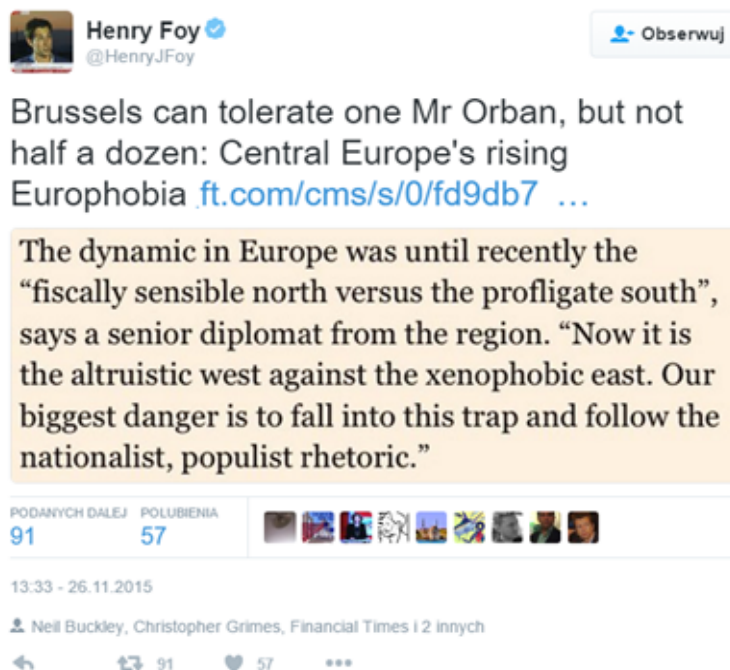 Henry Foy
@HenryJFoy
Obserwuj
Brussels can tolerate one Mr Orban, but not
half a dozen: Central Europe's rising
Europhobia ft.com/cms/s/0/fd9db7 …
The dynamic in Europe was until recently the
“fiscally sensible north versus the profligate south”,
says a senior diplomat from the region. “Now it is
the altruistic west against the xenophobic east. Our
biggest danger is to fall into this trap and follow the
nationalist, populist rhetoric.”
PODANYCH DALEJ POLUBIENIA
91 57
13:33 - 26.11.2015
Neil Buckley, Christopher Grimes, Financial Times i 2 innych
91 57